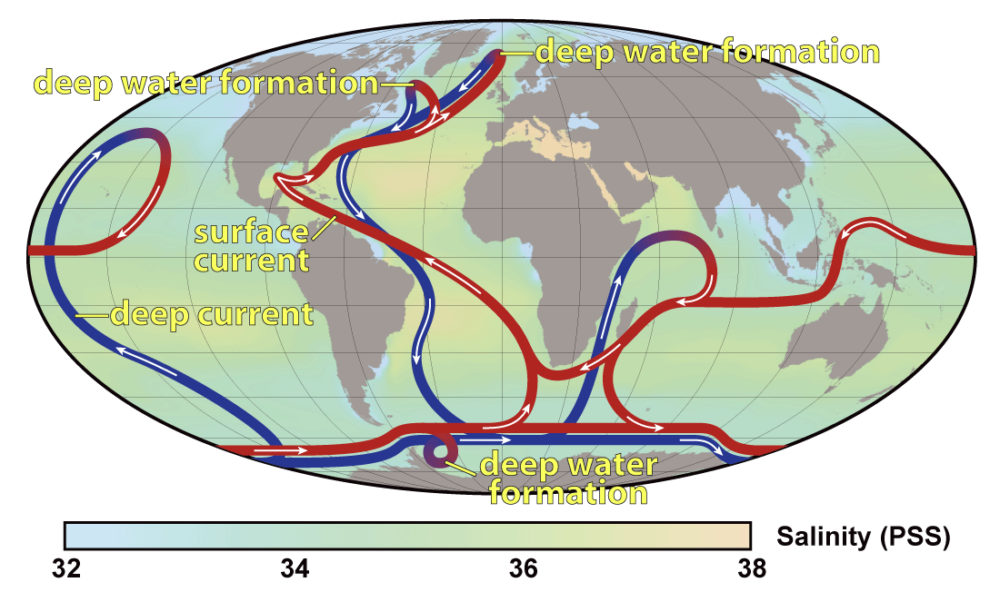 deep water formation
deep water formation
surface
current
deep current
deep water
formation
Salinity (PSS)
32 34 36 38